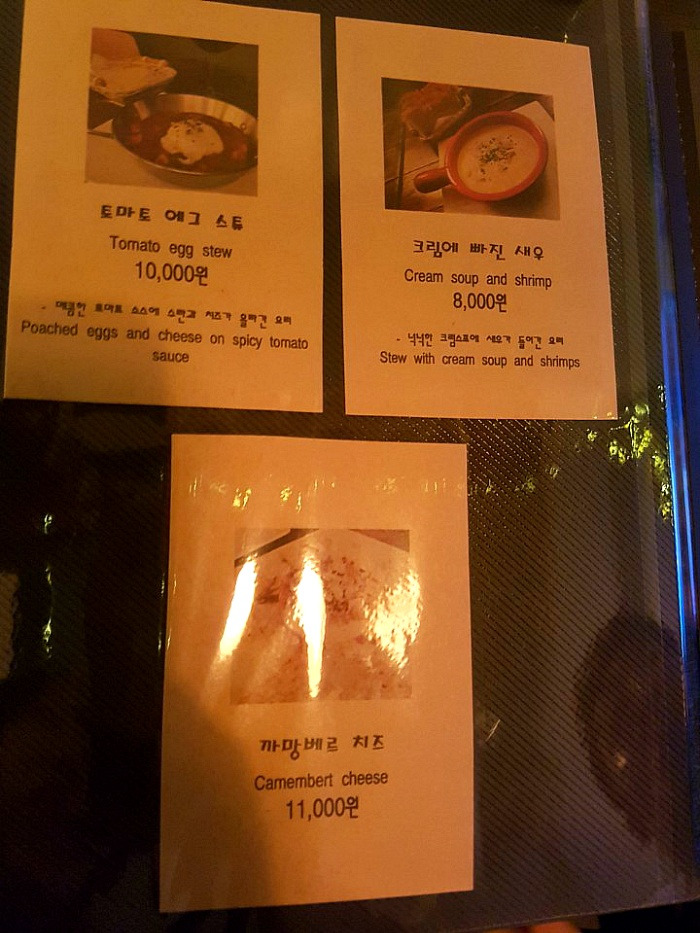 토마토 에그 스튜
Tomato egg stew
10,000원
- 매콤한 토마토 소스에 수란과 치즈가 올라간 요리
Poached eggs and cheese on spicy tomato
sauce
크림에 빠진 새우
Cream soup and shrimp
8,000원
- 넉넉한 크림스프에 새우가 들어간 요리
Stew with cream soup and shrimps
까망베르 치즈
Camembert cheese
11,000원